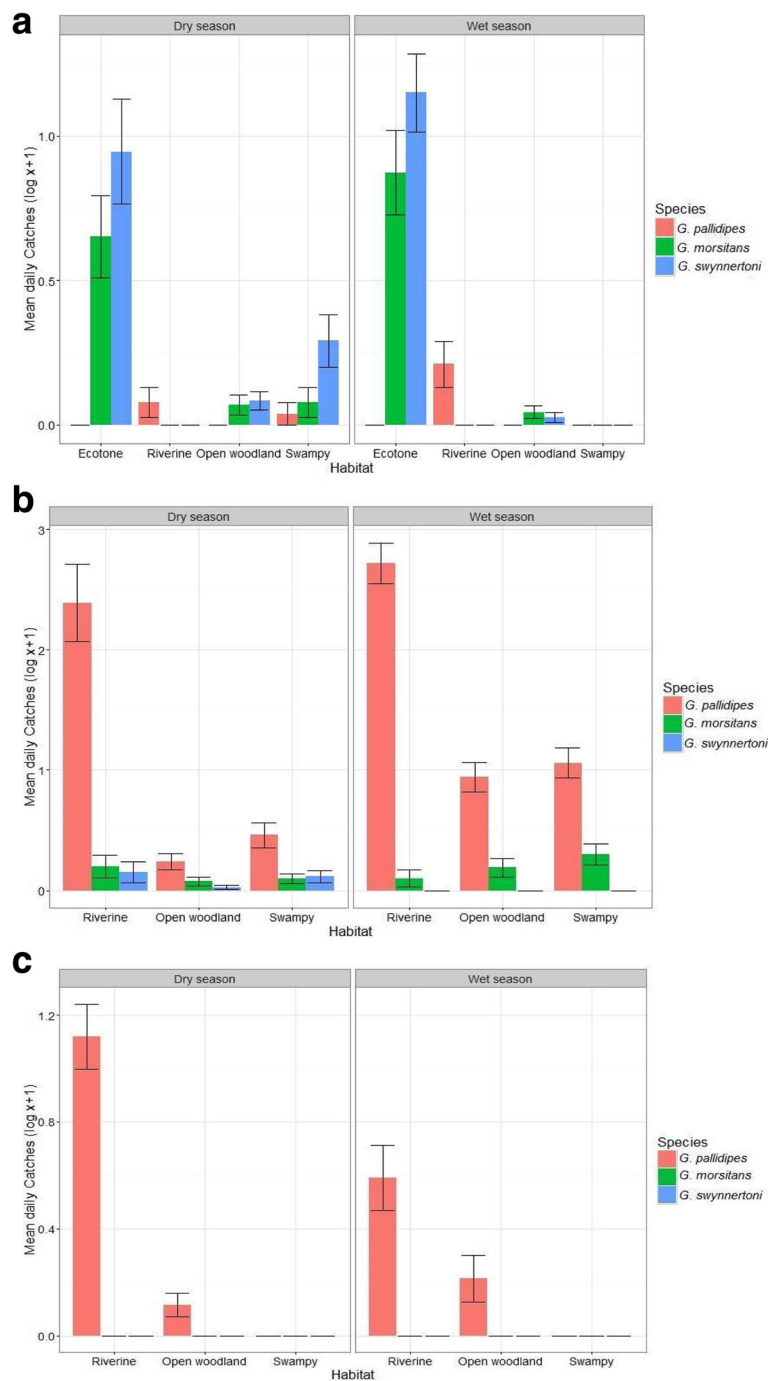 a
Dry season
Wet season
Mean daily Catches (log x+1)
1.0
0.5
0.0
Ecotone Riverine Open woodland Swampy
Ecotone Riverine Open woodland Swampy
Habitat
Species
G. pallidipes
G. morsitans
G. swynnertoni
b
Dry season
Wet season
Mean daily Catches (log x+1)
3
2
1
0
Riverine Open woodland Swampy
Riverine Open woodland Swampy
Habitat
Species
G. pallidipes
G. morsitans
G. swynnertoni
c
Dry season
Wet season
Mean daily Catches (log x+1)
1.2
0.8
0.4
0.0
Riverine Open woodland Swampy
Riverine Open woodland Swampy
Habitat
Species
G. pallidipes
G. morsitans
G. swynnertoni